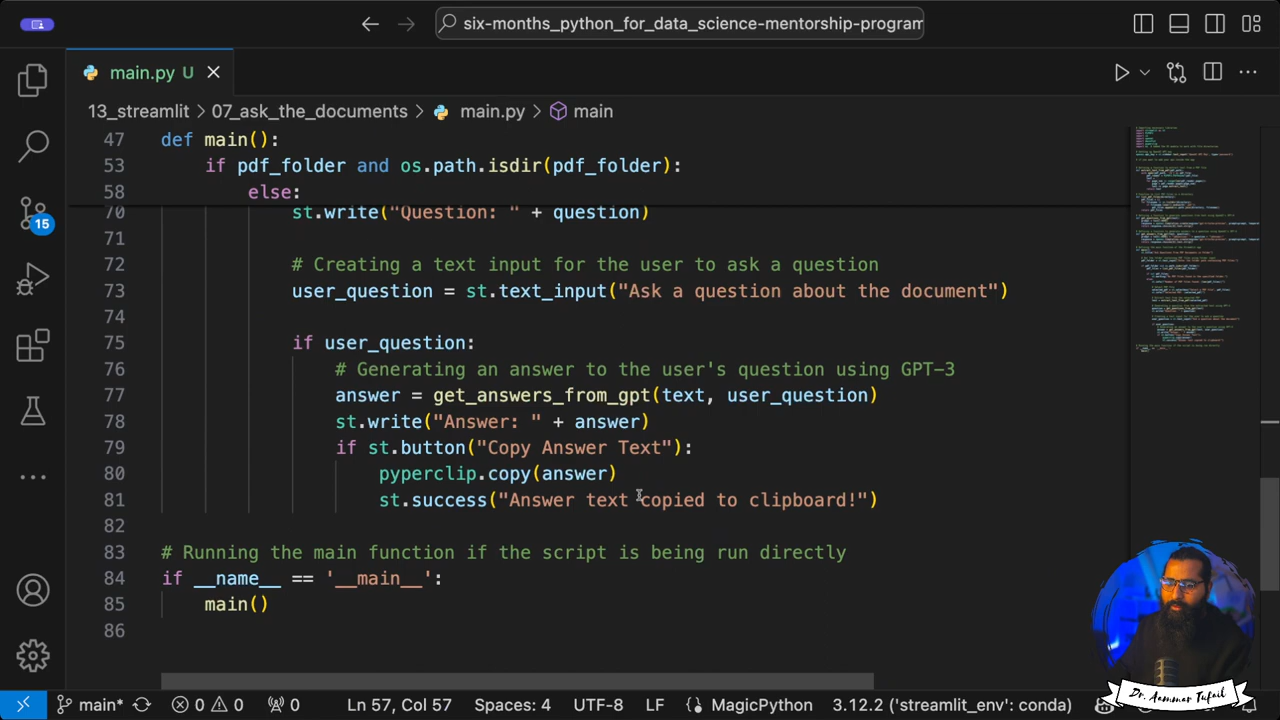 six-months_python_for_data_science-mentorship-program
main.py U
13_streamlit > 07_ask_the_documents > main.py > main
47 def main():
53 if pdf_folder and os.path.isdir(pdf_folder):
58 else:
70 st.write("Question: " + question)
71
72 # Creating a text input for the user to ask a question
73 user_question = st.text_input("Ask a question about the document")
74
75 if user_question:
76 # Generating an answer to the user's question using GPT-3
77 answer = get_answers_from_gpt(text, user_question)
78 st.write("Answer: " + answer)
79 if st.button("Copy Answer Text"):
80 pyperclip.copy(answer)
81 st.success("Answer text copied to clipboard!")
82
83 # Running the main function if the script is being run directly
84 if __name__ == '__main__':
85 main()
86
15
Dr. Aammar Tufail
main* 0 0 0 Ln 57, Col 57 Spaces: 4 UTF-8 LF MagicPython 3.12.2 ('streamlit_env': conda)